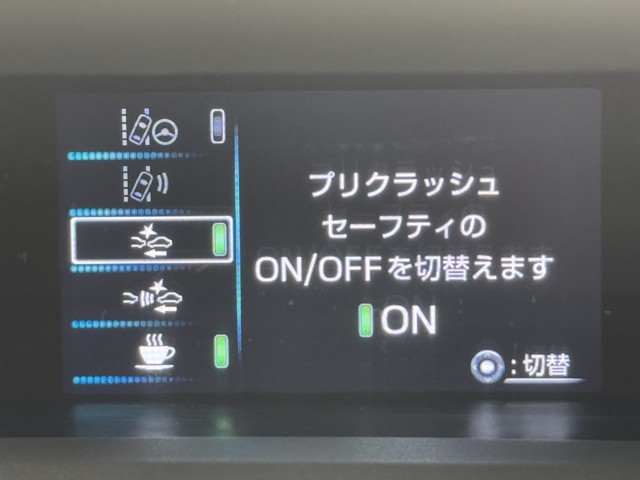 プリクラッシュ
セーフティの
ON/OFFを切替えます
ON
:切替